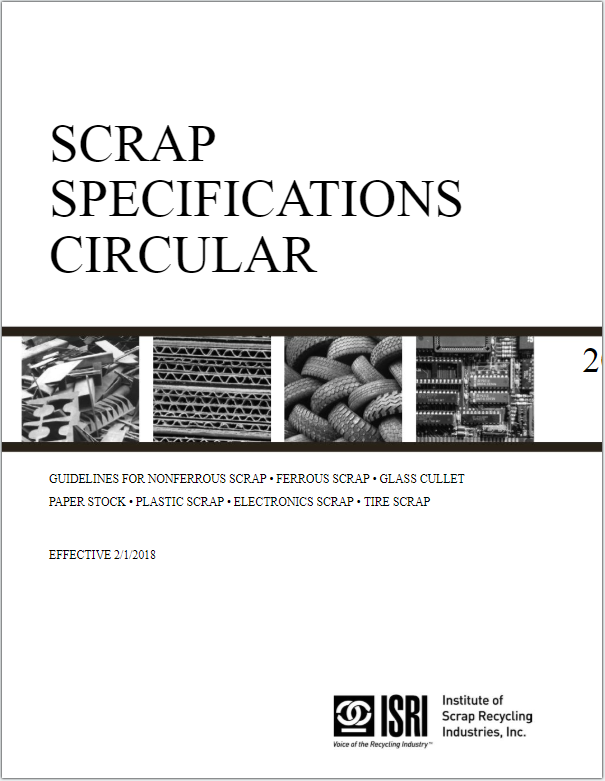 SCRAP
SPECIFICATIONS
CIRCULAR
2
GUIDELINES FOR NONFERROUS SCRAP • FERROUS SCRAP • GLASS CULLET
PAPER STOCK • PLASTIC SCRAP • ELECTRONICS SCRAP • TIRE SCRAP
EFFECTIVE 2/1/2018
ISRI
Voice of the Recycling Industry™
Institute of
Scrap Recycling
Industries, Inc.